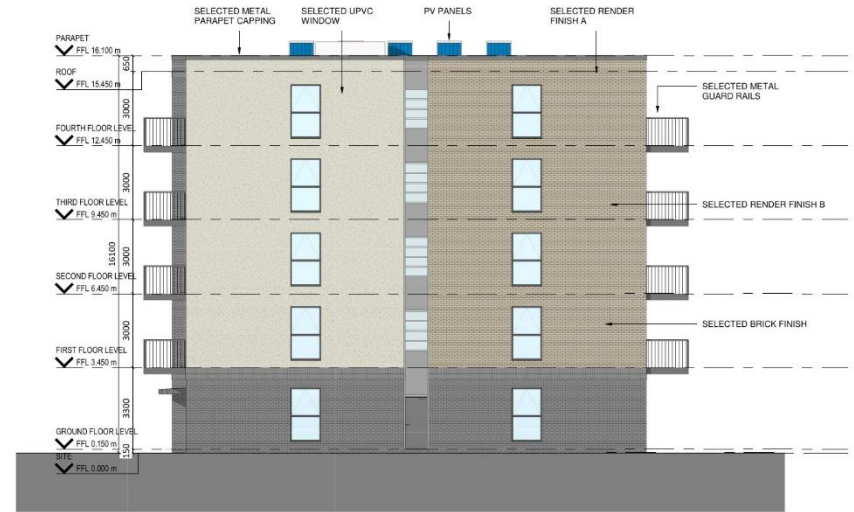 SELECTED METAL
PARAPET CAPPING
SELECTED UPVC
WINDOW
PV PANELS
SELECTED RENDER
FINISH A
PARAPET
FFL 16,100 m
650
ROOF
FFL 15.450 m
SELECTED METAL
GUARD RAILS
3000
FOURTH FLOOR LEVEL
FFL 12.450 m
3000
THIRD FLOOR LEVEL
FFL 9.450 m
SELECTED RENDER FINISH B
16100
3000
SECOND FLOOR LEVEL
FFL 6.450 m
3000
SELECTED BRICK FINISH
FIRST FLOOR LEVEL
FFL 3.450 m
3300
GROUND FLOOR LEVEL
FFL 0.150 m
150
SITE
FFL 0.000 m